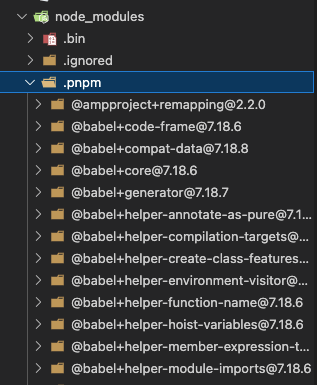 node_modules
.bin
.ignored
.pnpm
@ampproject+remapping@2.2.0
@babel+code-frame@7.18.6
@babel+compat-data@7.18.8
@babel+core@7.18.6
@babel+generator@7.18.7
@babel+helper-annotate-as-pure@7.1...
@babel+helper-compilation-targets@...
@babel+helper-create-class-features...
@babel+helper-environment-visitor@...
@babel+helper-function-name@7.18.6
@babel+helper-hoist-variables@7.18.6
@babel+helper-member-expression-t...
@babel+helper-module-imports@7.18.6